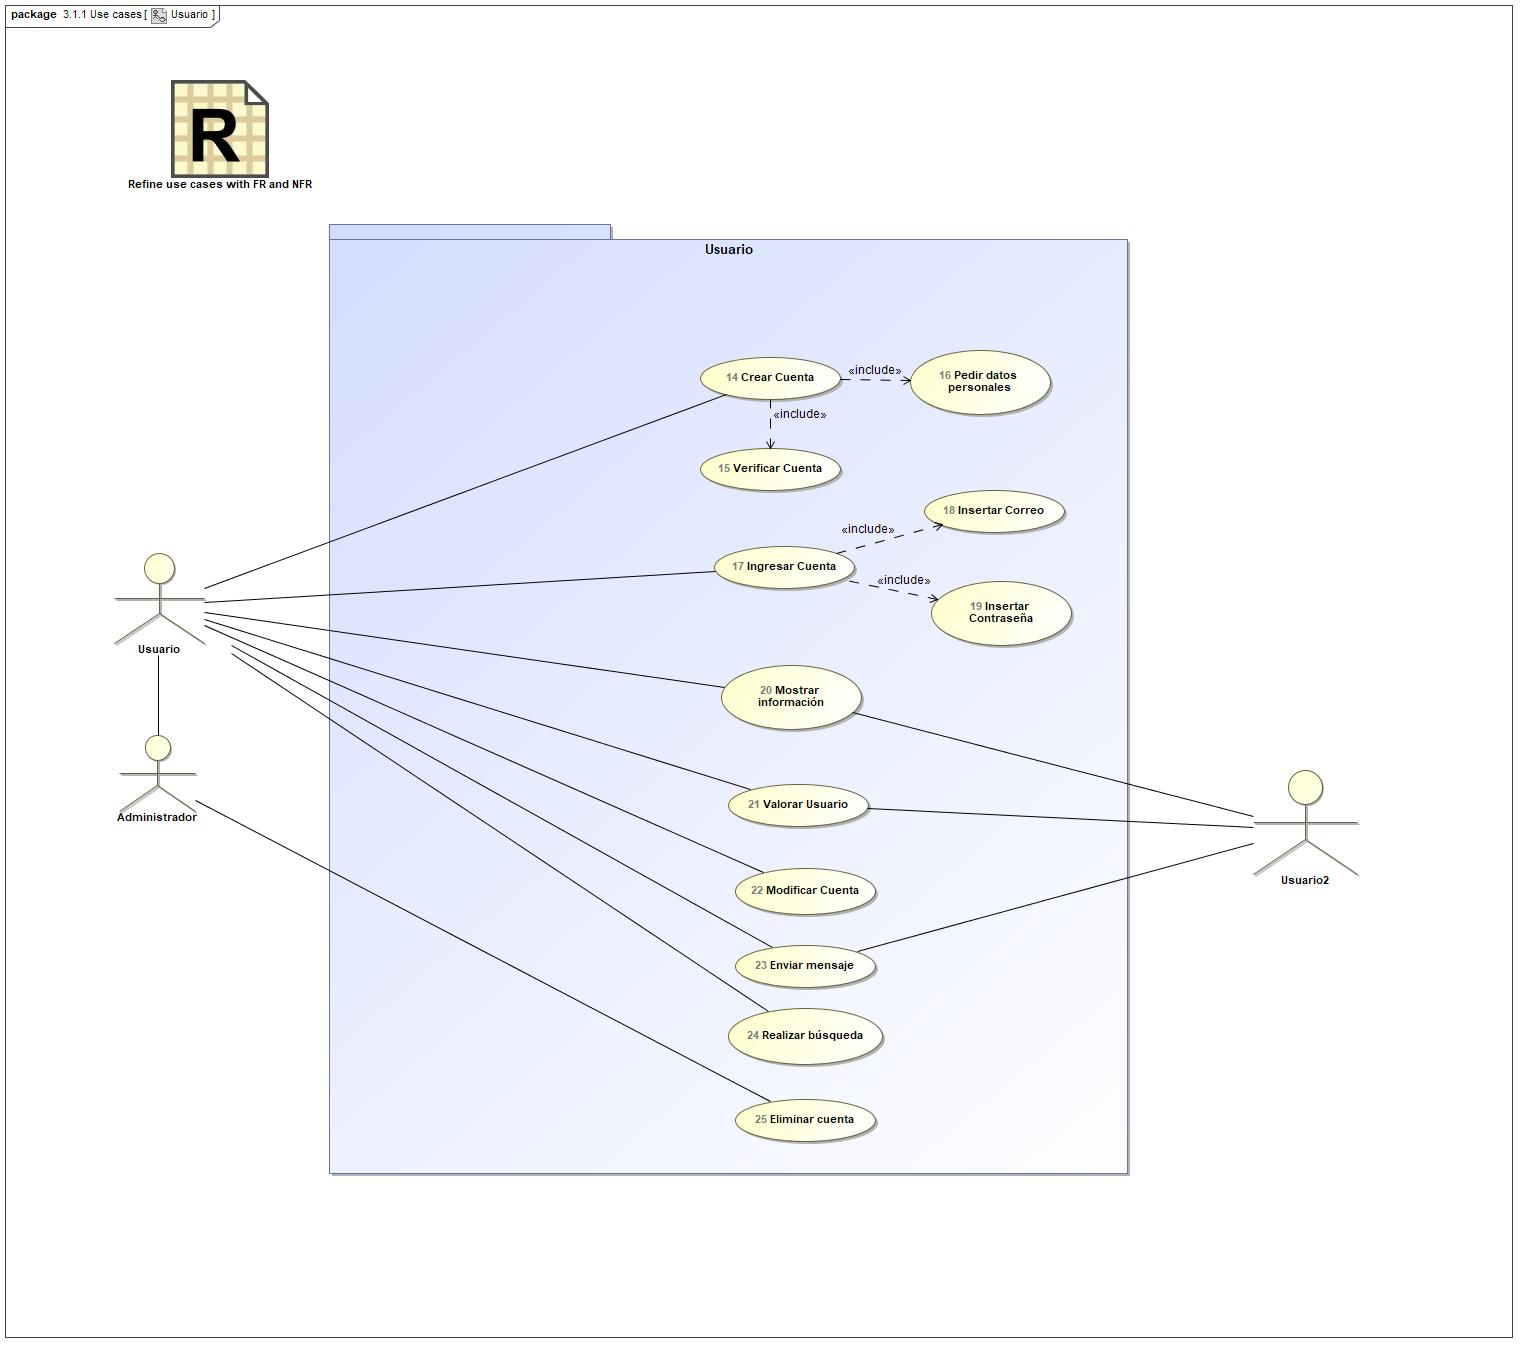 package 3.1.1 Use cases [ Usuario ]
Refine use cases with FR and NFR
Usuario
14 Crear Cuenta
«include»
16 Pedir datos
personales
«include»
15 Verificar Cuenta
18 Insertar Correo
«include»
17 Ingresar Cuenta
«include»
19 Insertar
Contraseña
Usuario
20 Mostrar
información
21 Valorar Usuario
Administrador
Usuario2
22 Modificar Cuenta
23 Enviar mensaje
24 Realizar búsqueda
25 Eliminar cuenta